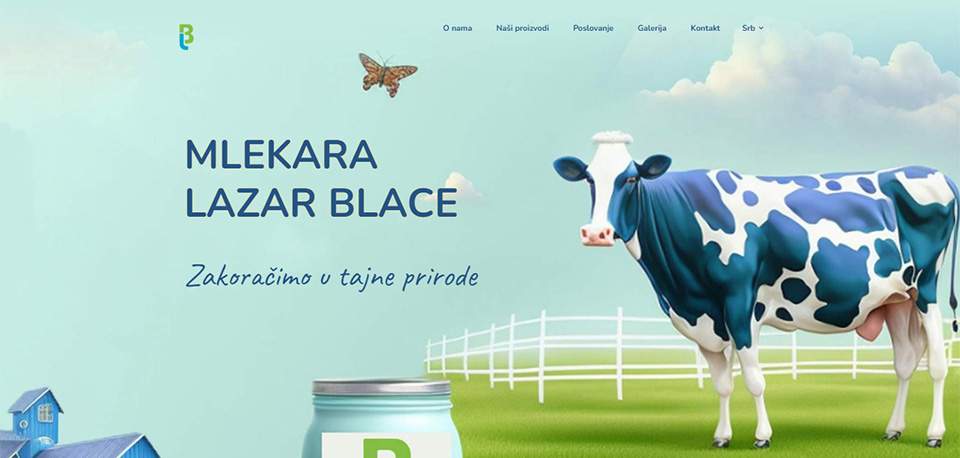 O nama
Naši proizvodi
Poslovanje
Galerija
Kontakt
Srb
MLEKARA
LAZAR BLACE
Zakoračimo u tajne prirode